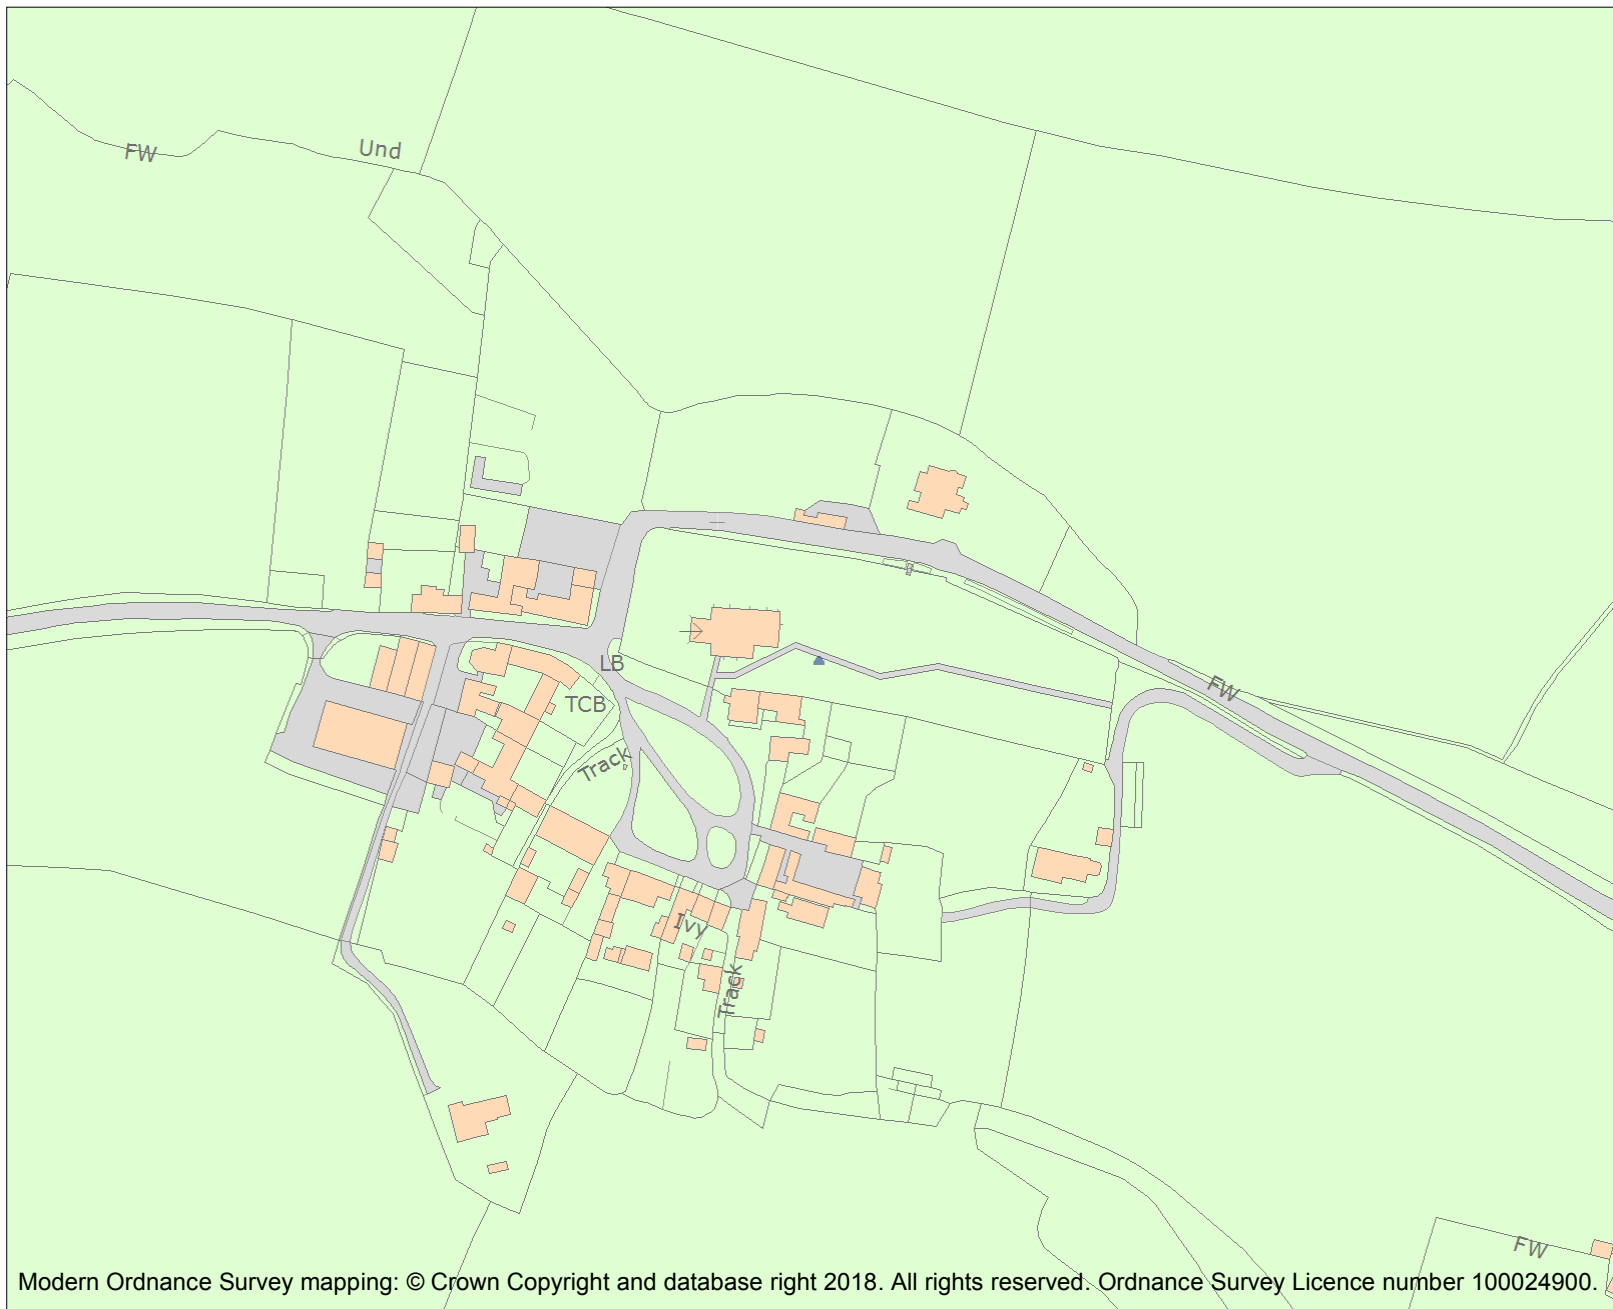 FW
Und
LB
TCB
FW
Track
Ivy
Track
FW
Modern Ordnance Survey mapping: © Crown Copyright and database right 2018. All rights reserved. Ordnance Survey Licence number 100024900.